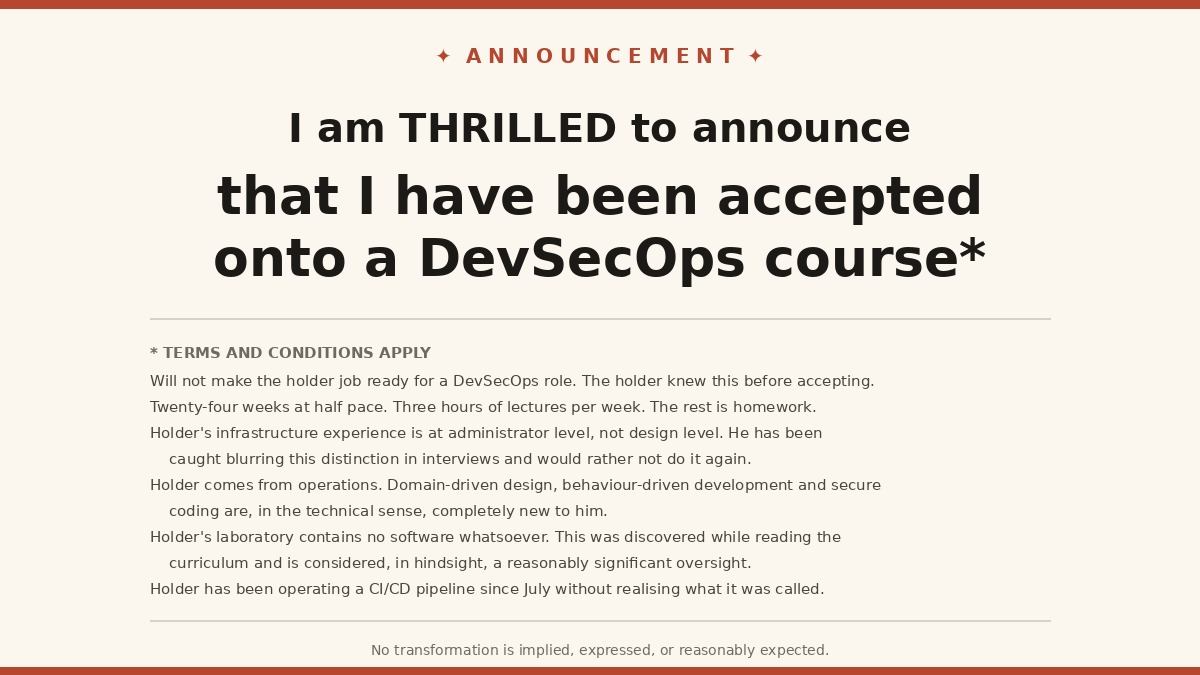 ✦ ANNOUNCEMENT ✦
I am THRILLED to announce
that I have been accepted
onto a DevSecOps course*
* TERMS AND CONDITIONS APPLY
Will not make the holder job ready for a DevSecOps role. The holder knew this before accepting.
Twenty-four weeks at half pace. Three hours of lectures per week. The rest is homework.
Holder's infrastructure experience is at administrator level, not design level. He has been
caught blurring this distinction in interviews and would rather not do it again.
Holder comes from operations. Domain-driven design, behaviour-driven development and secure
coding are, in the technical sense, completely new to him.
Holder's laboratory contains no software whatsoever. This was discovered while reading the
curriculum and is considered, in hindsight, a reasonably significant oversight.
Holder has been operating a CI/CD pipeline since July without realising what it was called.
No transformation is implied, expressed, or reasonably expected.